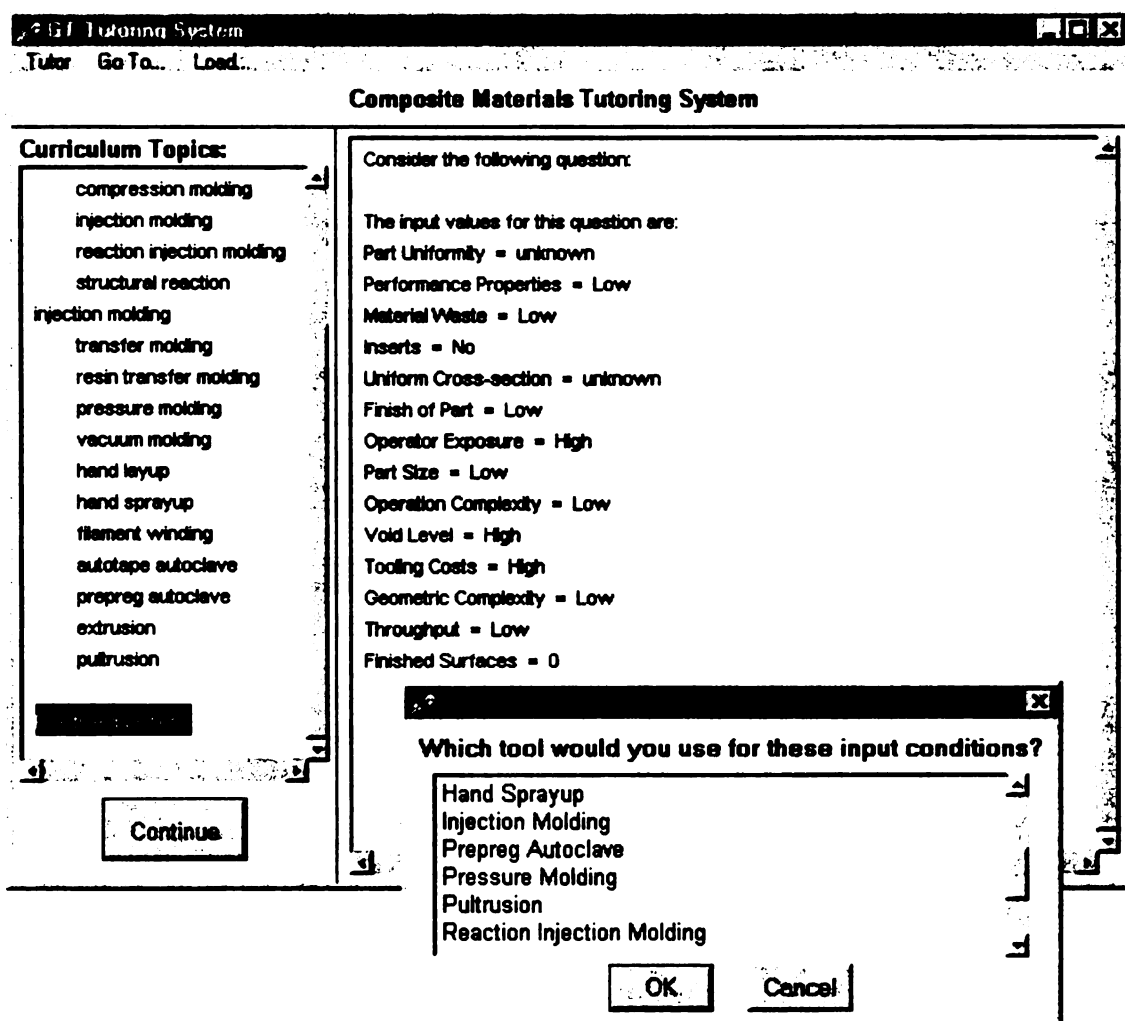 GT Tutoring System
Tutor Go To... Load...
Composite Materials Tutoring System
Curriculum Topics:
compression molding
injection molding
reaction injection molding
structural reaction
injection molding
transfer molding
resin transfer molding
pressure molding
vacuum molding
hand layup
hand sprayup
filament winding
autotape autoclave
prepreg autoclave
extrusion
pultrusion
Continue
Consider the following question:
The input values for this question are:
Part Uniformity = unknown
Performance Properties = Low
Material Waste = Low
Inserts = No
Uniform Cross-section = unknown
Finish of Part = Low
Operator Exposure = High
Part Size = Low
Operation Complexity = Low
Void Level = High
Tooling Costs = High
Geometric Complexity = Low
Throughput = Low
Finished Surfaces = 0
Which tool would you use for these input conditions?
Hand Sprayup
Injection Molding
Prepreg Autoclave
Pressure Molding
Pultrusion
Reaction Injection Molding
OK Cancel